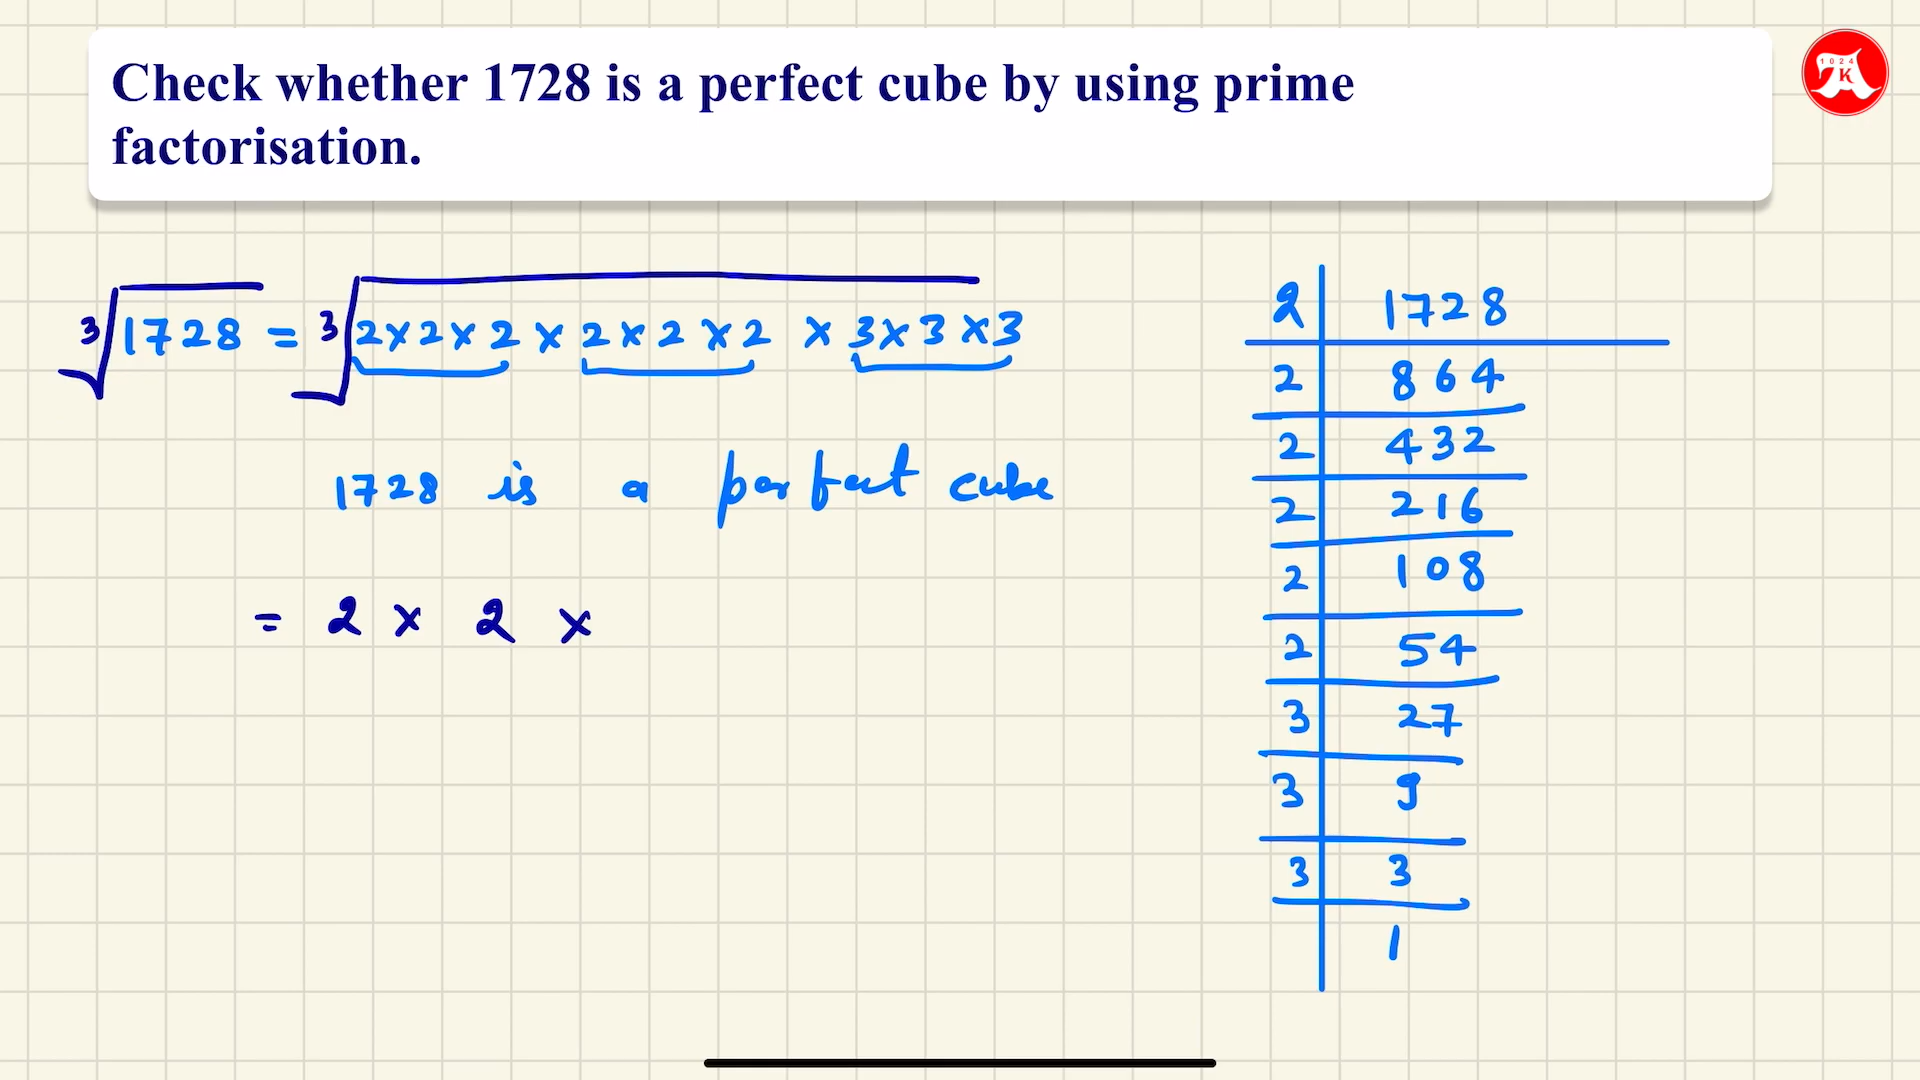 Check whether 1728 is a perfect cube by using prime
factorisation.
1024
K
∛1728 = ∛2×2×2 × 2×2×2 × 3×3×3
1728 is a perfect cube
= 2 × 2 ×
2 | 1728
2 | 864
2 | 432
2 | 216
2 | 108
2 | 54
3 | 27
3 | 9
3 | 3
| 1